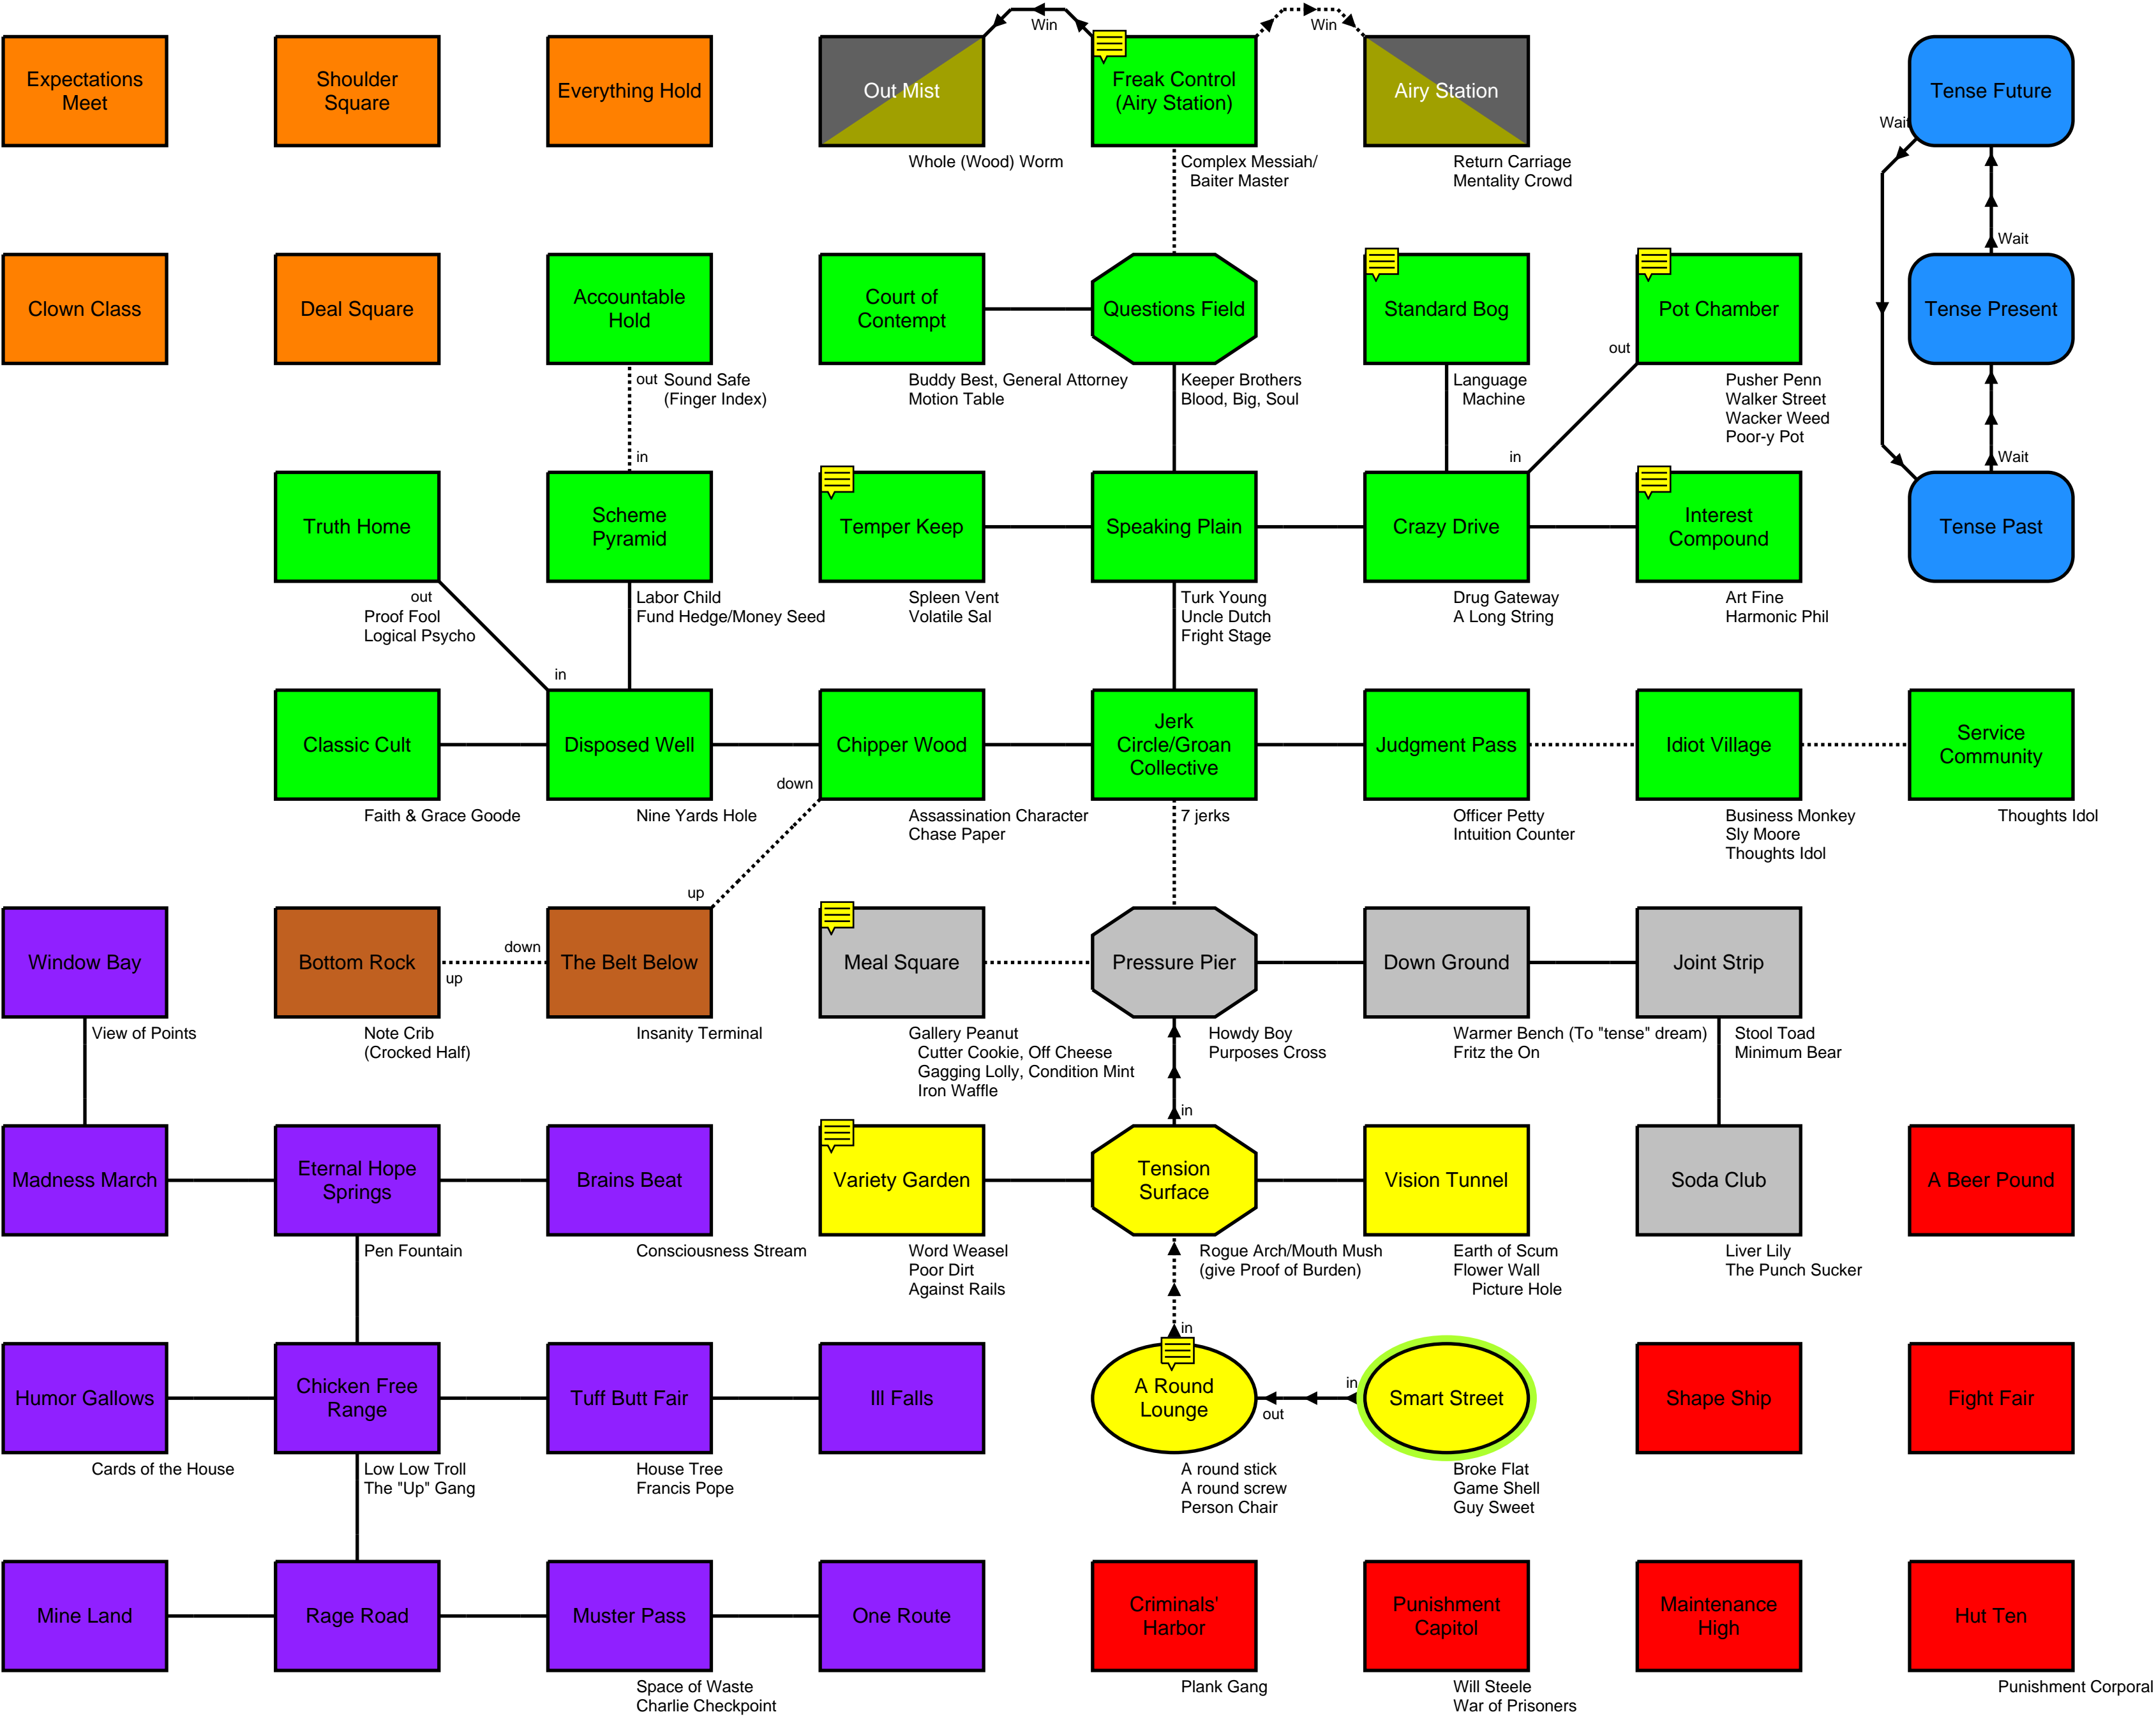 Win
Win
Expectations
Meet
Shoulder
Square
Everything Hold
Out Mist
Freak Control
(Airy Station)
Airy Station
Tense Future
Wait
Whole (Wood) Worm
Complex Messiah/
Baiter Master
Return Carriage
Mentality Crowd
Wait
Clown Class
Deal Square
Accountable
Hold
Court of
Contempt
Questions Field
Standard Bog
Pot Chamber
Tense Present
out
out
Sound Safe
(Finger Index)
Buddy Best, General Attorney
Motion Table
Keeper Brothers
Blood, Big, Soul
Language
Machine
Pusher Penn
Walker Street
Wacker Weed
Poor-y Pot
in
in
Wait
Truth Home
Scheme
Pyramid
Temper Keep
Speaking Plain
Crazy Drive
Interest
Compound
Tense Past
out
Proof Fool
Logical Psycho
Labor Child
Fund Hedge/Money Seed
Spleen Vent
Volatile Sal
Turk Young
Uncle Dutch
Fright Stage
Drug Gateway
A Long String
Art Fine
Harmonic Phil
in
Classic Cult
Disposed Well
Chipper Wood
Jerk
Circle/Groan
Collective
Judgment Pass
Idiot Village
Service
Community
down
Faith & Grace Goode
Nine Yards Hole
Assassination Character
Chase Paper
7 jerks
Officer Petty
Intuition Counter
Business Monkey
Sly Moore
Thoughts Idol
Thoughts Idol
up
Window Bay
Bottom Rock
down
up
The Belt Below
Meal Square
Pressure Pier
Down Ground
Joint Strip
View of Points
Note Crib
(Crocked Half)
Insanity Terminal
Gallery Peanut
Cutter Cookie, Off Cheese
Gagging Lolly, Condition Mint
Iron Waffle
Howdy Boy
Purposes Cross
Warmer Bench (To "tense" dream)
Fritz the On
Stool Toad
Minimum Bear
in
Madness March
Eternal Hope
Springs
Brains Beat
Variety Garden
Tension
Surface
Vision Tunnel
Soda Club
A Beer Pound
Pen Fountain
Consciousness Stream
Word Weasel
Poor Dirt
Against Rails
Rogue Arch/Mouth Mush
(give Proof of Burden)
Earth of Scum
Flower Wall
Picture Hole
Liver Lily
The Punch Sucker
in
Humor Gallows
Chicken Free
Range
Tuff Butt Fair
Ill Falls
A Round
Lounge
out
in
Smart Street
Shape Ship
Fight Fair
Cards of the House
Low Low Troll
The "Up" Gang
House Tree
Francis Pope
A round stick
A round screw
Person Chair
Broke Flat
Game Shell
Guy Sweet
Mine Land
Rage Road
Muster Pass
One Route
Criminals'
Harbor
Punishment
Capitol
Maintenance
High
Hut Ten
Space of Waste
Charlie Checkpoint
Plank Gang
Will Steele
War of Prisoners
Punishment Corporal